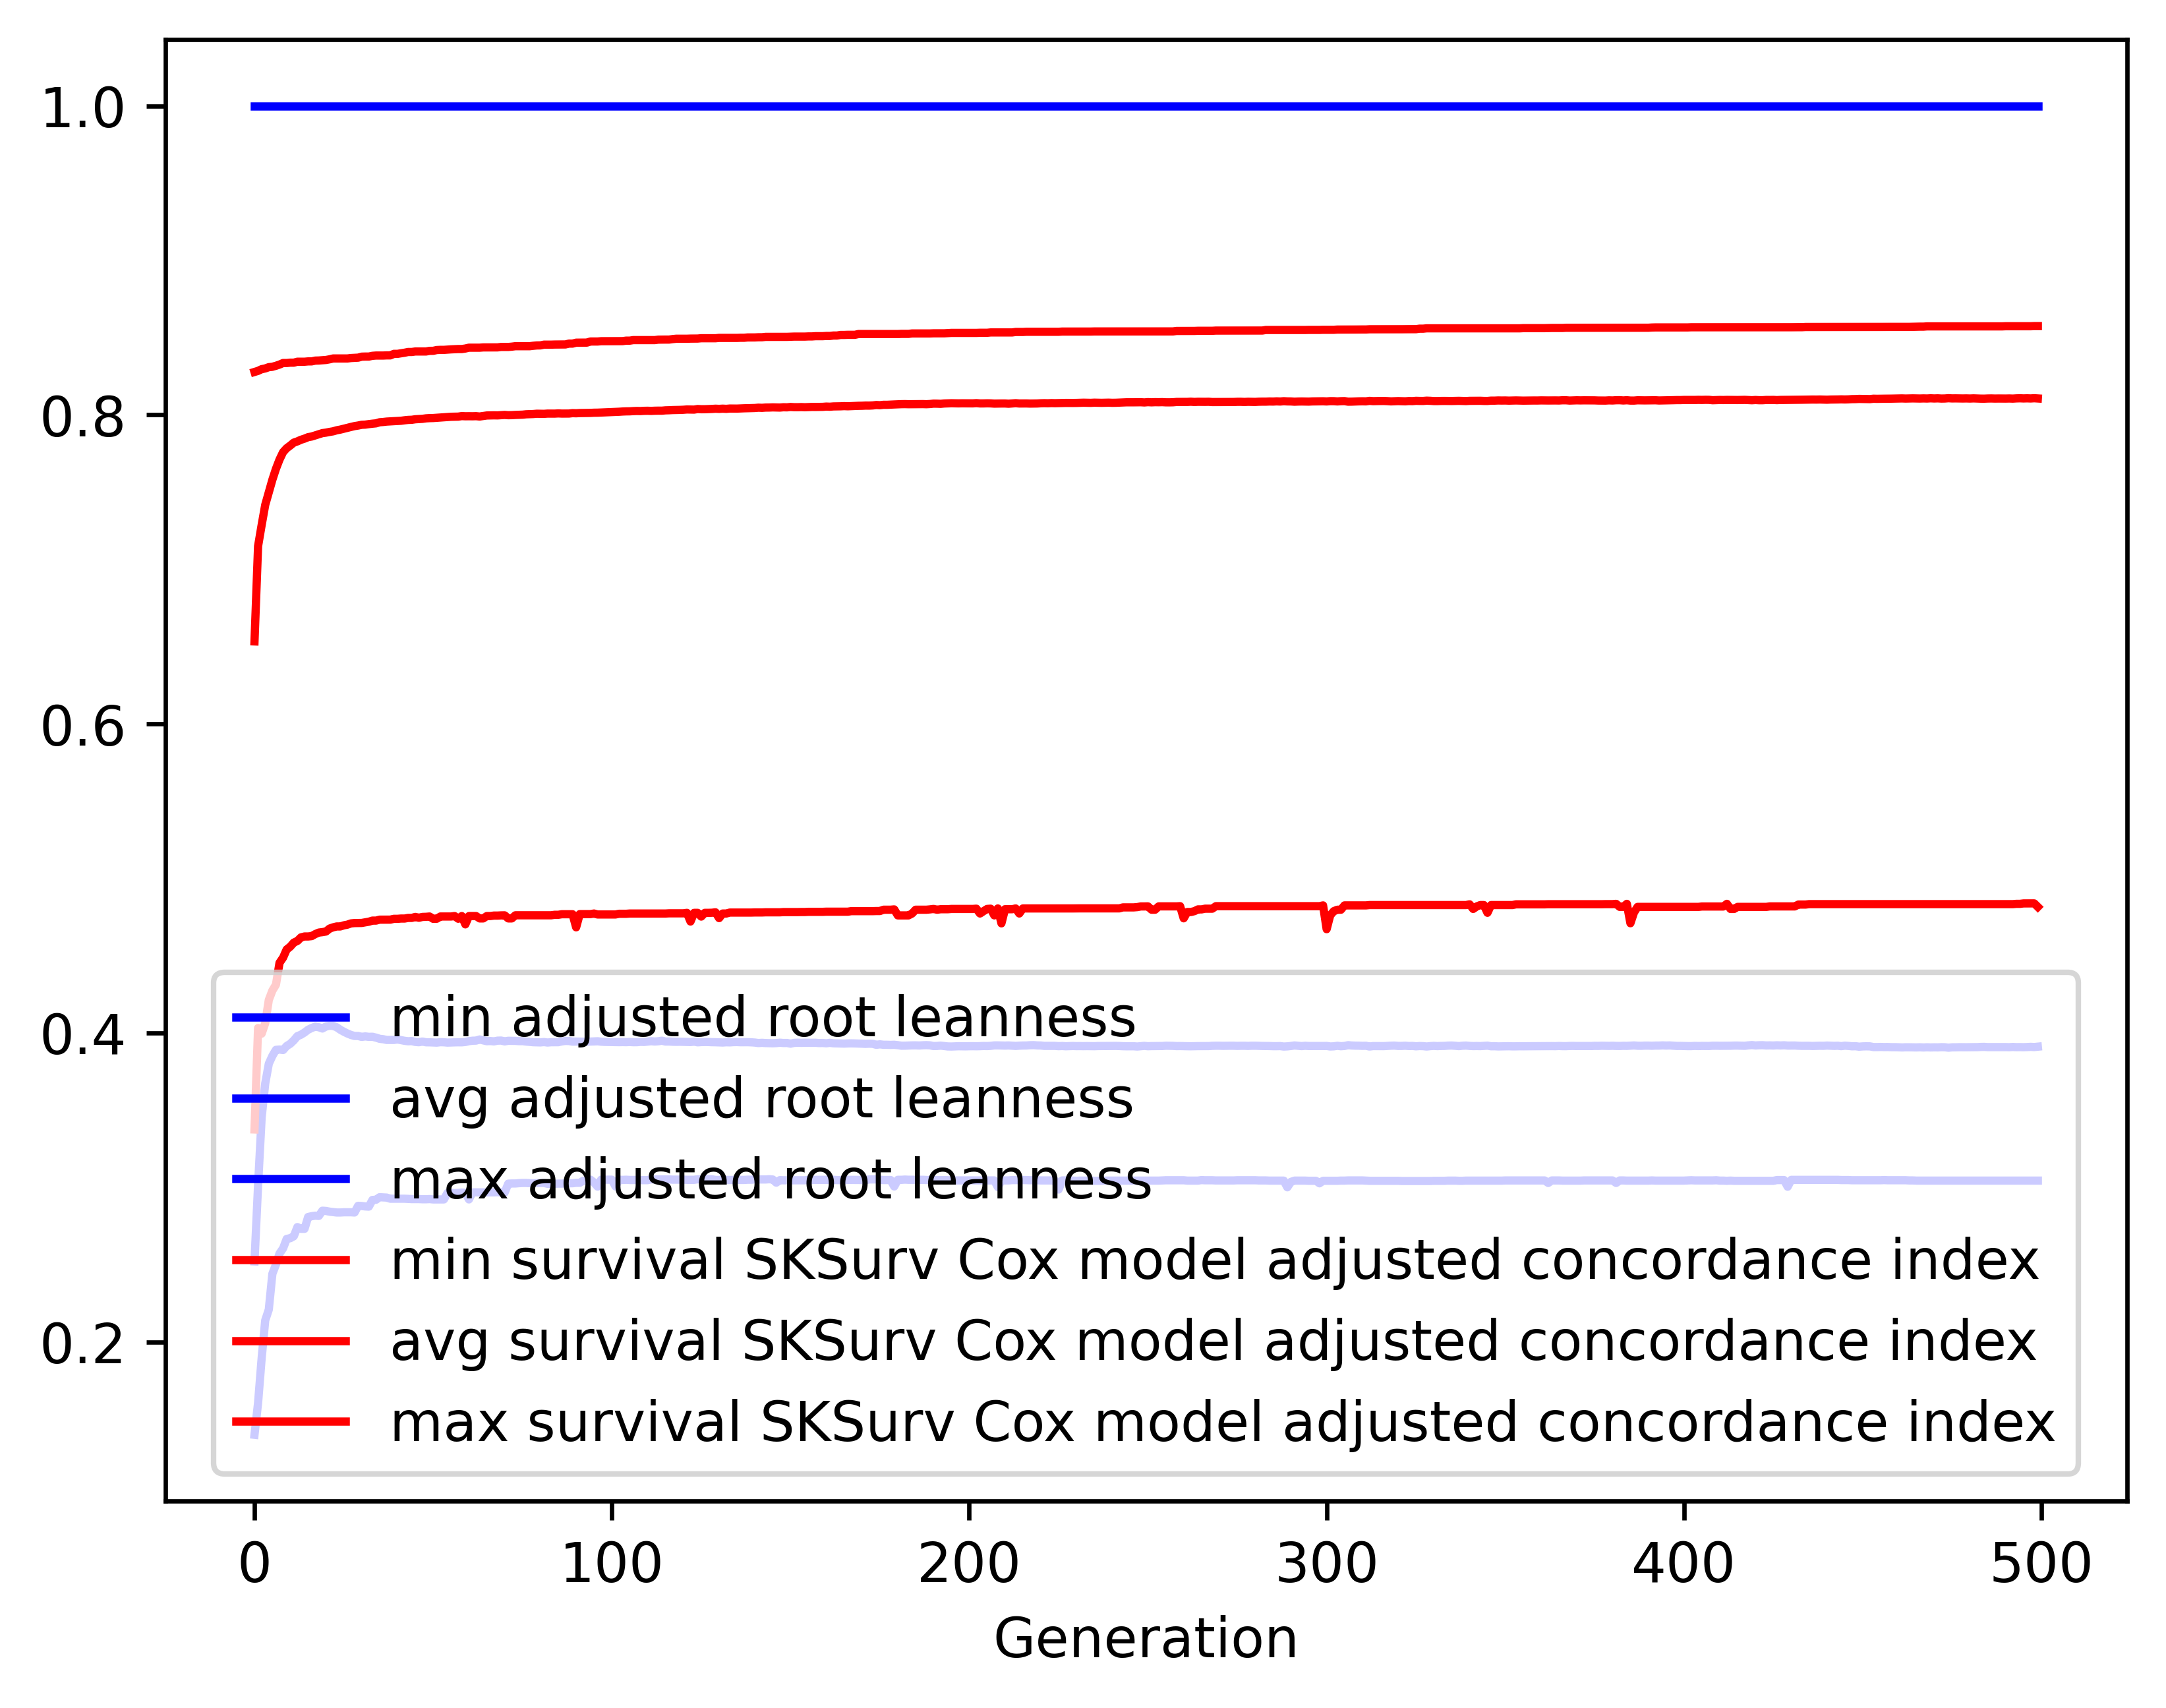 1.0
0.8
0.6
0.4
0.2
min adjusted root leanness
avg adjusted root leanness
max adjusted root leanness
min survival SKSurv Cox model adjusted concordance index
avg survival SKSurv Cox model adjusted concordance index
max survival SKSurv Cox model adjusted concordance index
0 100 200 300 400 500
Generation